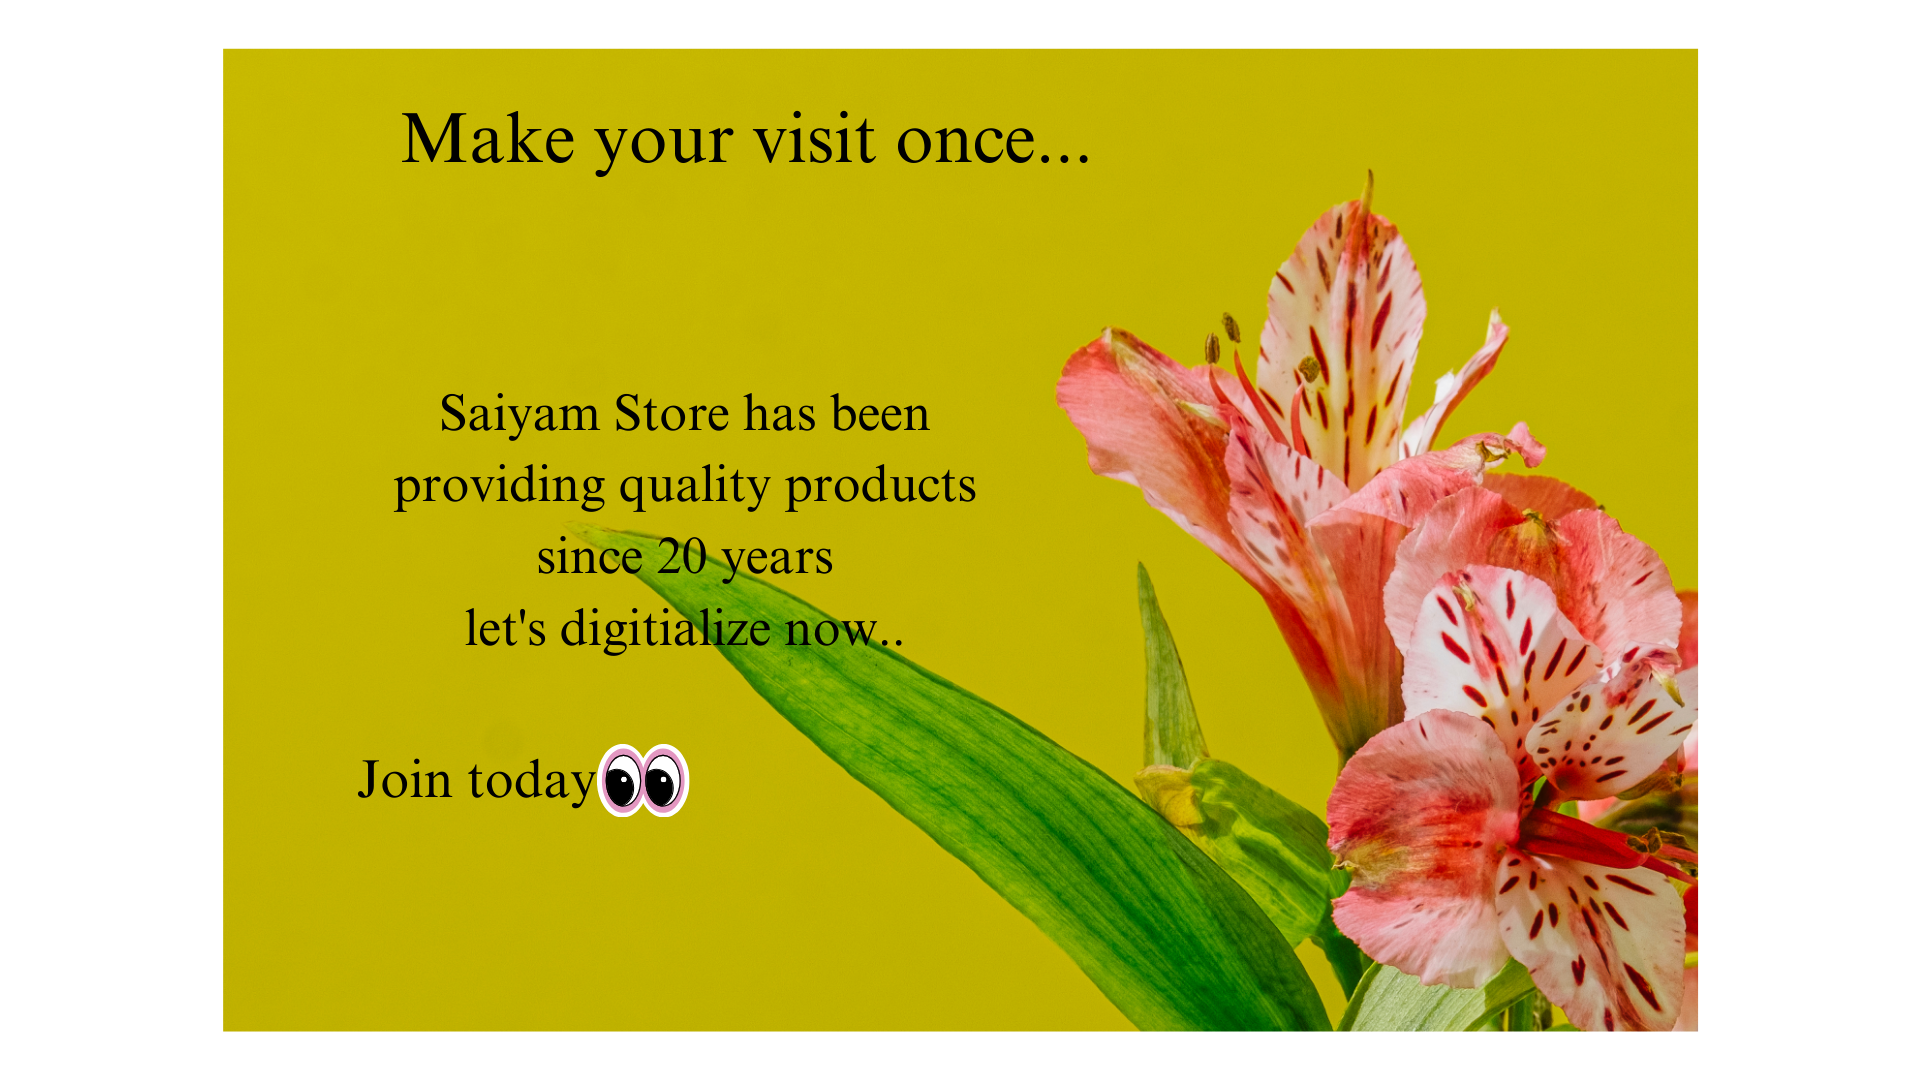 Make your visit once...
Saiyam Store has been
providing quality products
since 20 years
let's digitialize now..
Join today